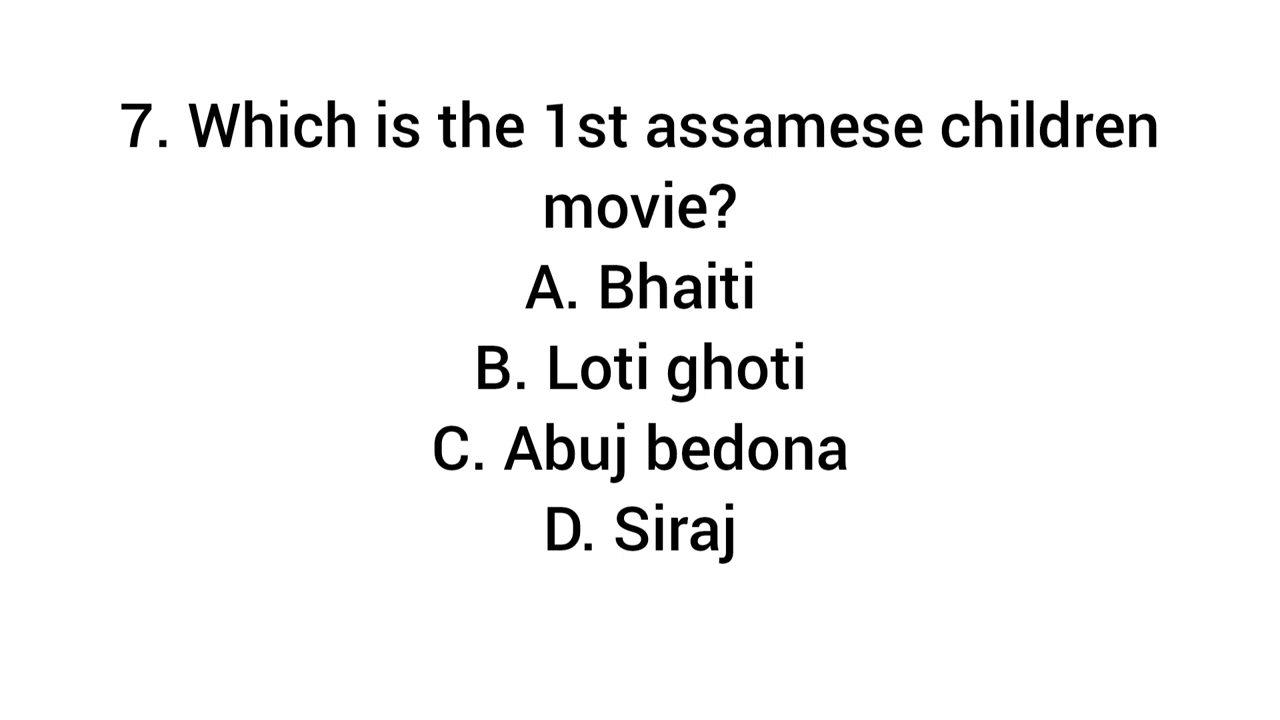 7. Which is the 1st assamese children
movie?
A. Bhaiti
B. Loti ghoti
C. Abuj bedona
D. Siraj